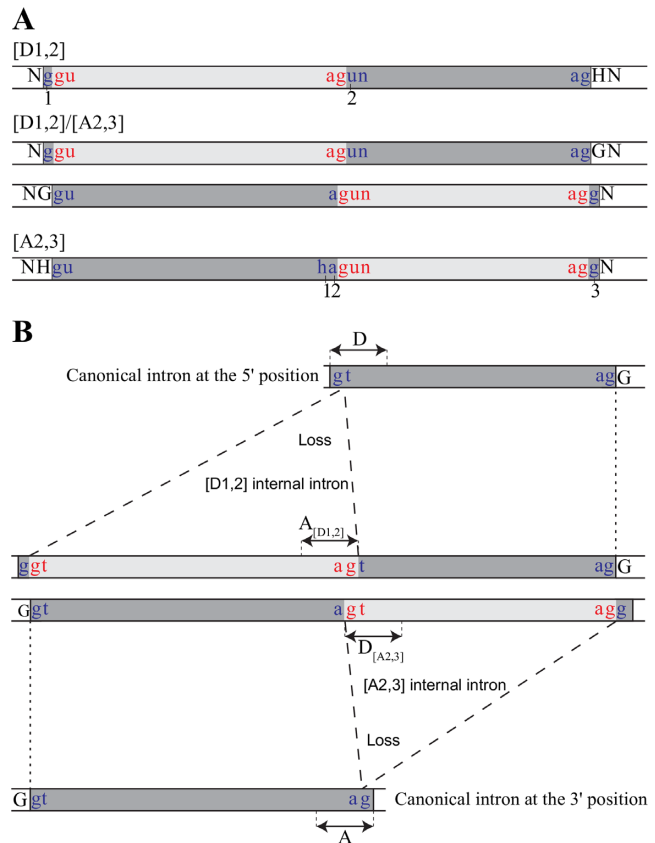 A
[D1,2]
Nggu agun agHN
1 2
[D1,2]/[A2,3]
Nggu agun agGN
NGgu agun aggN
[A2,3]
NHgu hagun aggN
12 3
B
D
Canonical intron at the 5' position gt agG
Loss
[D1,2] internal intron
A[D1,2]
ggt agt agG
Ggt agt agg
D[A2,3]
[A2,3] internal intron
Loss
Ggt ag Canonical intron at the 3' position
A